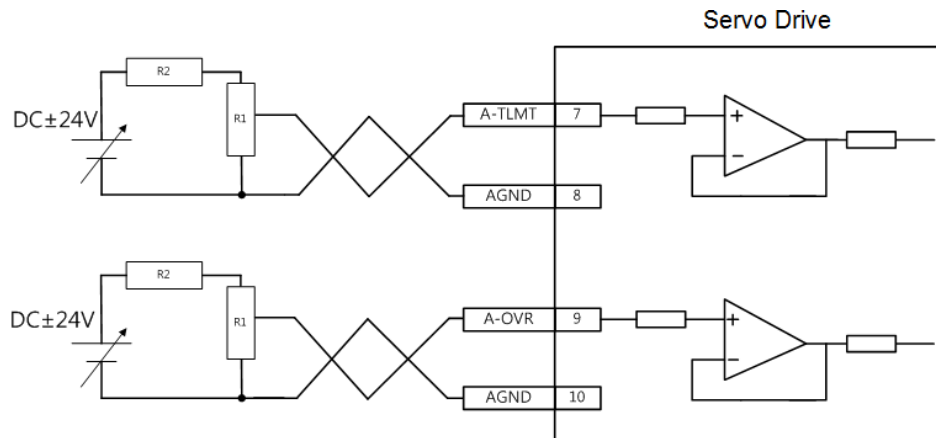 Servo Drive
R2
DC±24V
R1
A-TLMT 7
AGND 8
R2
DC±24V
R1
A-OVR 9
AGND 10